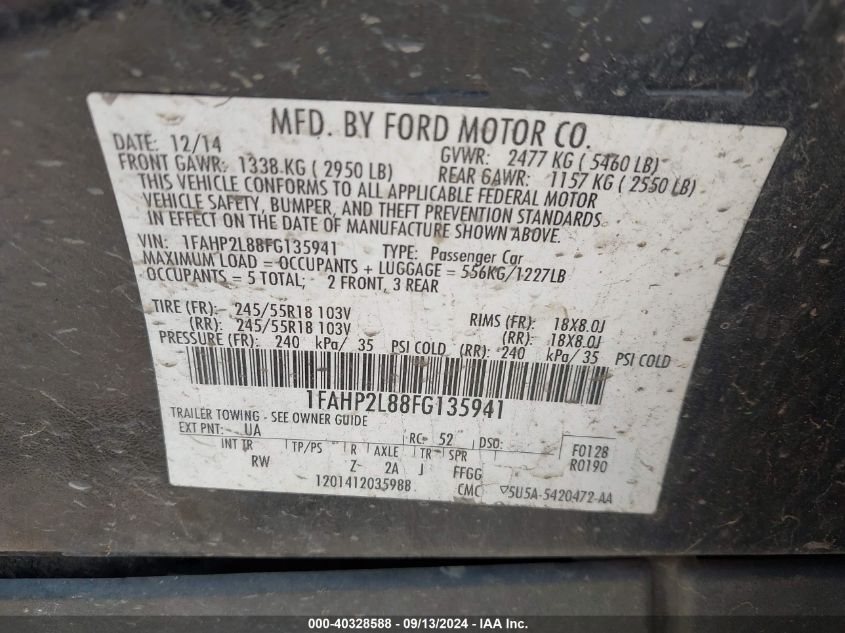 MFD. BY FORD MOTOR CO.
DATE: 12/14 GVWR: 2477 KG ( 5460 LB)
FRONT GAWR: 1338.KG ( 2950 LB) REAR GAWR: 1157 KG ( 2550 LB)
THIS VEHICLE CONFORMS TO ALL APPLICABLE FEDERAL MOTOR
VEHICLE SAFETY, BUMPER, AND THEFT PREVENTION STANDARDS
IN EFFECT ON THE DATE OF MANUFACTURE SHOWN ABOVE.
VIN: 1FAHP2L88FG135941 TYPE: Passenger Car
MAXIMUM LOAD = OCCUPANTS + LUGGAGE = 556KG/1227LB
OCCUPANTS = 5 TOTAL; 2 FRONT, 3 REAR
TIRE (FR): 245/55R18 103V RIMS (FR): 18X8.0J
(RR): 245/55R18 103V (RR): 18X8.0J
PRESSURE (FR): 240 kPa/ 35 PSI COLD (RR): 240 kPa/ 35 PSI COLD
1FAHP2L88FG135941
TRAILER TOWING - SEE OWNER GUIDE
EXT PNT: UA RC: 52 DSO: F0128
INT TR TP/PS R AXLE TR SPR R0190
RW Z- 2A J FFGG
12014120359BB CMC ▽5U5A-5420472-AA
000-40328588 - 09/13/2024 - IAA Inc.